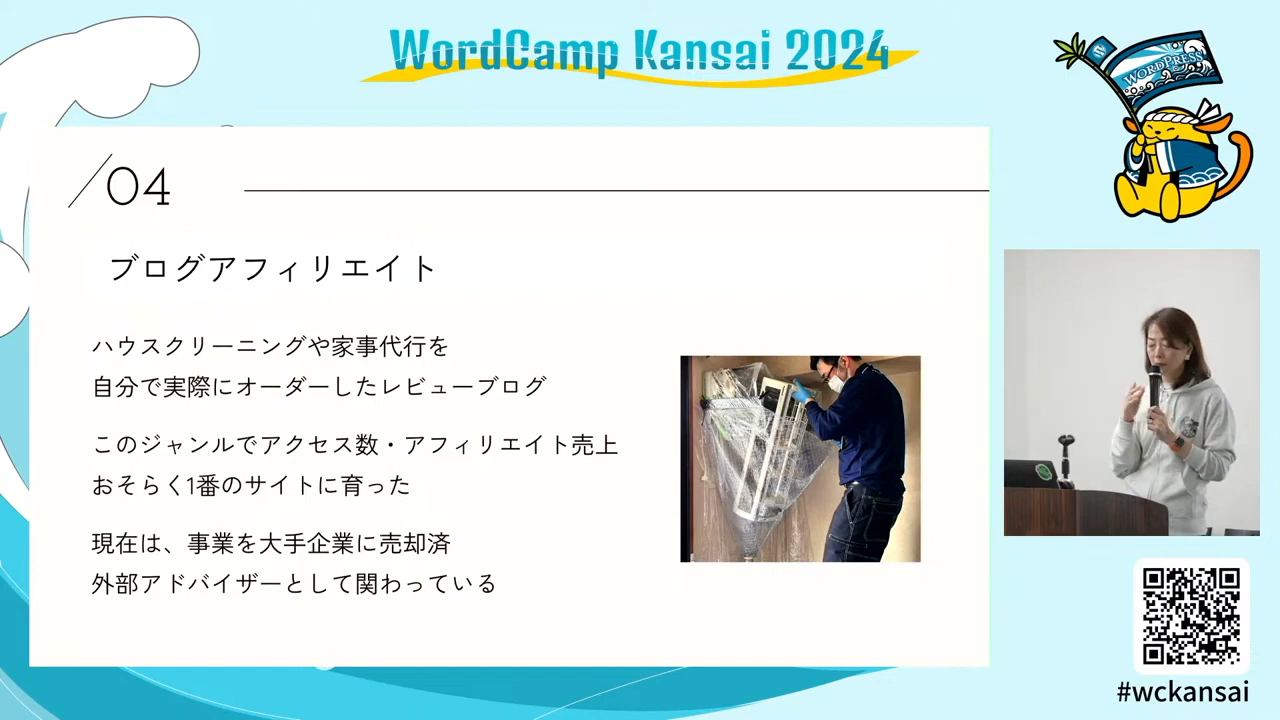 WordCamp Kansai 2024
WORDPRESS
/04
ブログアフィリエイト
ハウスクリーニングや家事代行を
自分で実際にオーダーしたレビューブログ
このジャンルでアクセス数・アフィリエイト売上
おそらく1番のサイトに育った
現在は、事業を大手企業に売却済
外部アドバイザーとして関わっている
#wckansai